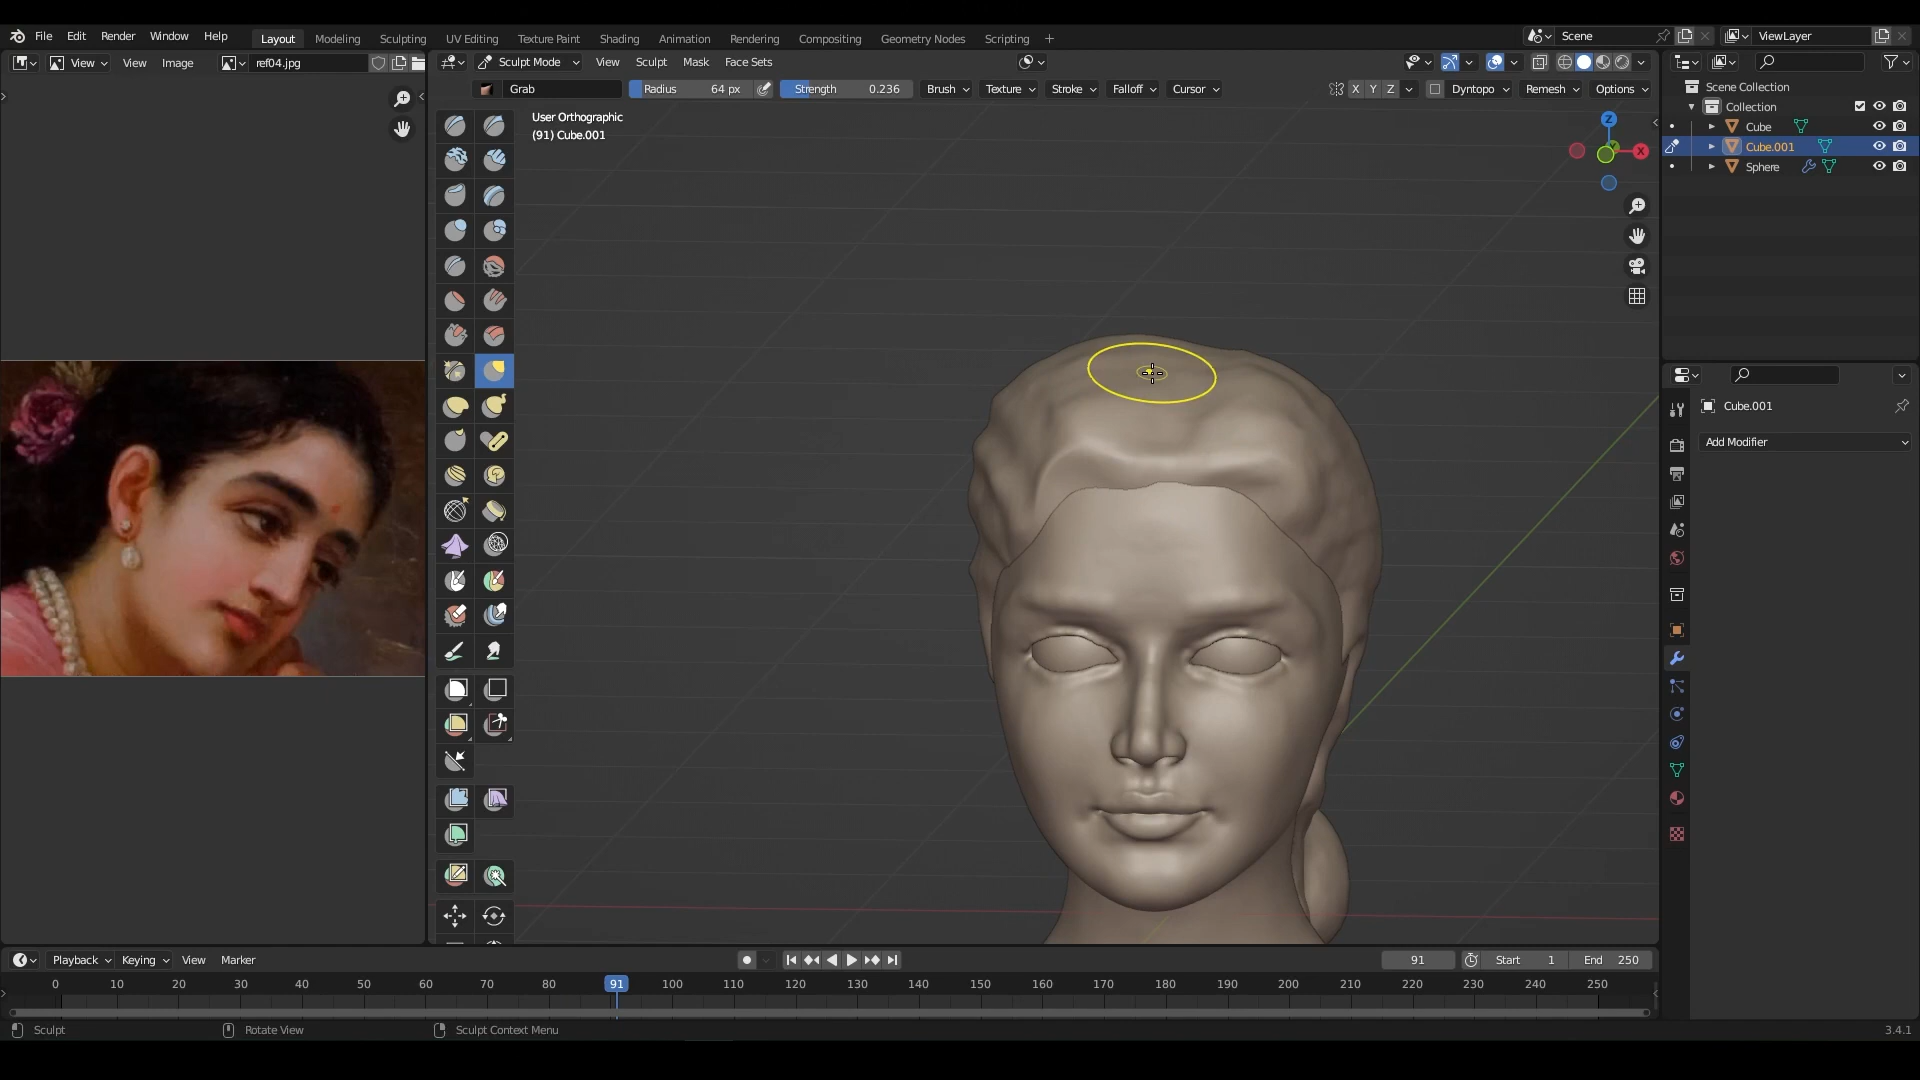 File Edit Render Window Help Layout Modeling Sculpting UV Editing Texture Paint Shading Animation Rendering Compositing Geometry Nodes Scripting + Scene ViewLayer
View View Image ref04.jpg Sculpt Mode View Sculpt Mask Face Sets
Grab Radius 64 px Strength 0.236 Brush Texture Stroke Falloff Cursor X Y Z Dyntopo Remesh Options
User Orthographic
(91) Cube.001
Z
X
Scene Collection
Collection
Cube
Cube.001
Sphere
Cube.001
Add Modifier
Playback Keying View Marker 91 Start 1 End 250
0 10 20 30 40 50 60 70 80 91 100 110 120 130 140 150 160 170 180 190 200 210 220 230 240 250
Sculpt Rotate View Sculpt Context Menu 3.4.1